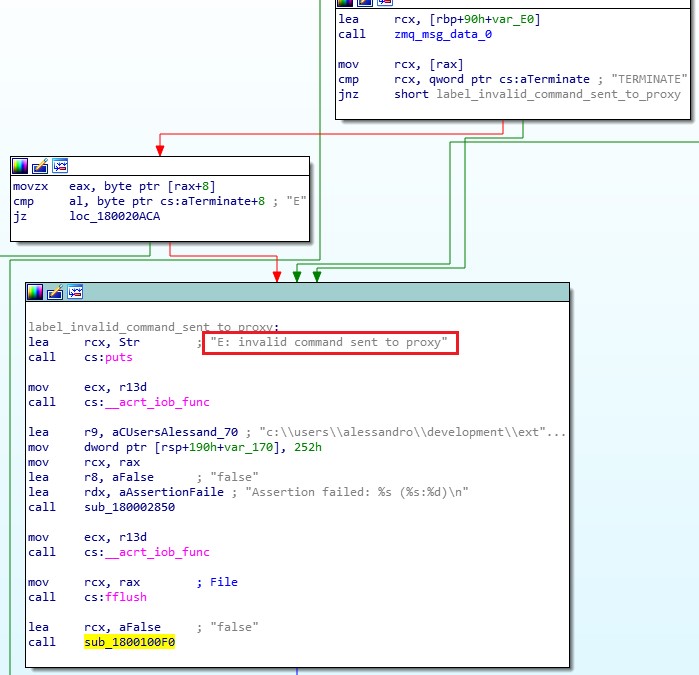 lea rcx, [rbp+90h+var_E0]
call zmq_msg_data_0
mov rcx, [rax]
cmp rcx, qword ptr cs:aTerminate ; "TERMINATE"
jnz short label_invalid_command_sent_to_proxy
movzx eax, byte ptr [rax+8]
cmp al, byte ptr cs:aTerminate+8 ; "E"
jz loc_180020ACA
label_invalid_command_sent_to_proxy:
lea rcx, Str ; "E: invalid command sent to proxy"
call cs:puts
mov ecx, r13d
call cs:__acrt_iob_func
lea r9, aCUsersAlessand_70 ; "c:\\users\\alessandro\\development\\ext"...
mov dword ptr [rsp+190h+var_170], 252h
mov rcx, rax
lea r8, aFalse ; "false"
lea rdx, aAssertionFaile ; "Assertion failed: %s (%s:%d)\n"
call sub_180002850
mov ecx, r13d
call cs:__acrt_iob_func
mov rcx, rax ; File
call cs:fflush
lea rcx, aFalse ; "false"
call sub_1800100F0